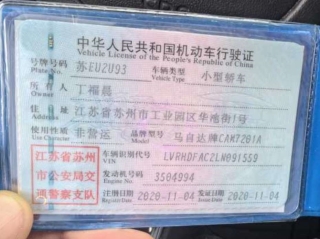 中华人民共和国机动车行驶证
Vehicle License of the People's Republic of China
号牌号码 苏EU2U93 车辆类型 小型轿车
Plate No. Vehicle Type
所有人 丁福晨
Owner
住址 江苏省苏州市工业园区华池街1号
Address
使用性质 非营运 品牌型号 马自达牌CAM7201A
Use Character Model
江苏省苏州
市公安局交
通警察支队
车辆识别代号 LVRHDFAC2LN091559
VIN
发动机号码 3504994
Engine No.
注册日期 2020-11-04 发证日期 2020-11-04
Register Date Issue Date